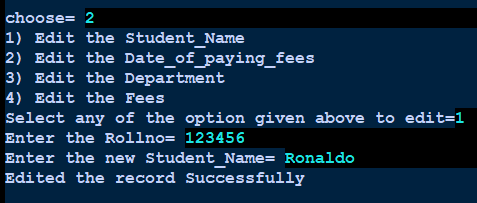 choose= 2
1) Edit the Student_Name
2) Edit the Date_of_paying_fees
3) Edit the Department
4) Edit the Fees
Select any of the option given above to edit=1
Enter the Rollno= 123456
Enter the new Student_Name= Ronaldo
Edited the record Successfully